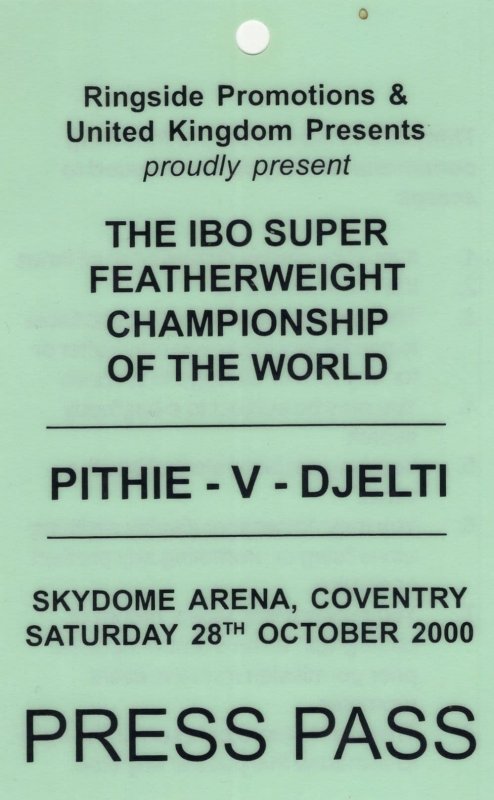 Ringside Promotions &
United Kingdom Presents
proudly present
THE IBO SUPER
FEATHERWEIGHT
CHAMPIONSHIP
OF THE WORLD
PITHIE - V - DJELTI
SKYDOME ARENA, COVENTRY
SATURDAY 28TH OCTOBER 2000
PRESS PASS